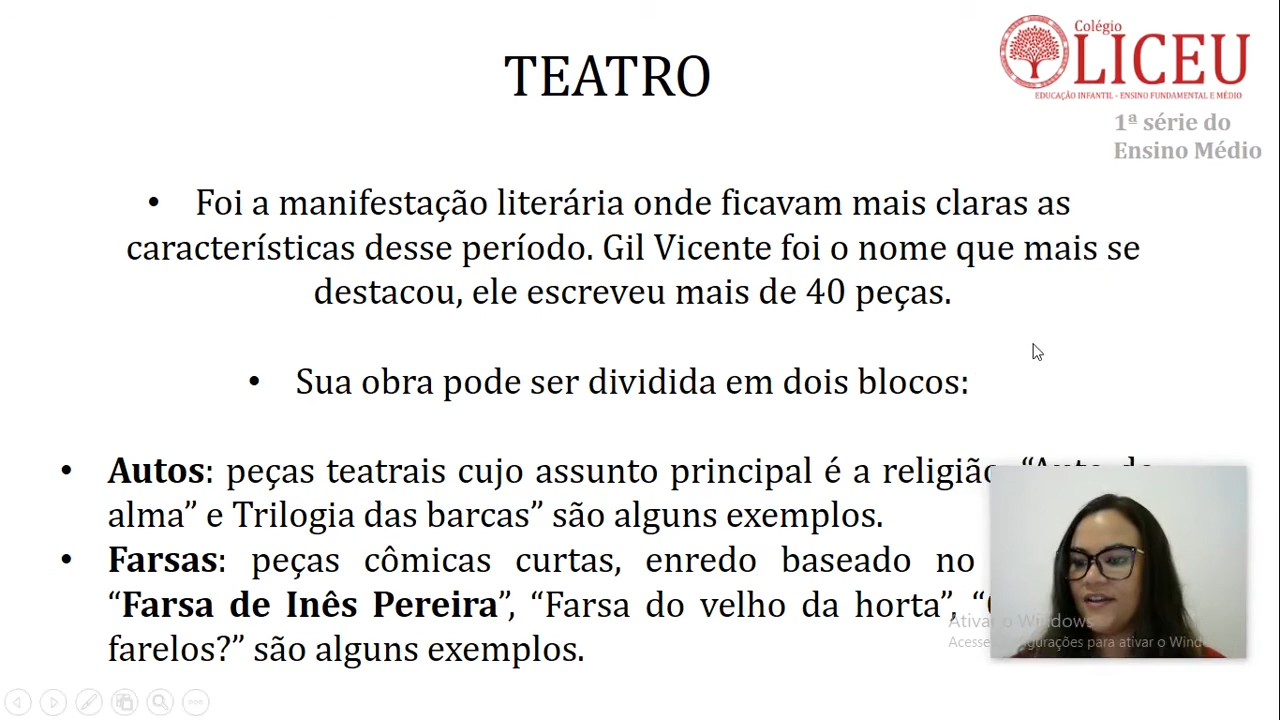 Colégio
LICEU
EDUCAÇÃO INFANTIL - ENSINO FUNDAMENTAL E MÉDIO
1ª série do
Ensino Médio
TEATRO
• Foi a manifestação literária onde ficavam mais claras as
características desse período. Gil Vicente foi o nome que mais se
destacou, ele escreveu mais de 40 peças.
• Sua obra pode ser dividida em dois blocos:
• Autos: peças teatrais cujo assunto principal é a religião
alma” e Trilogia das barcas” são alguns exemplos.
• Farsas: peças cômicas curtas, enredo baseado no
“Farsa de Inês Pereira”, “Farsa do velho da horta”,
farelos?” são alguns exemplos.
Ativar o Windows